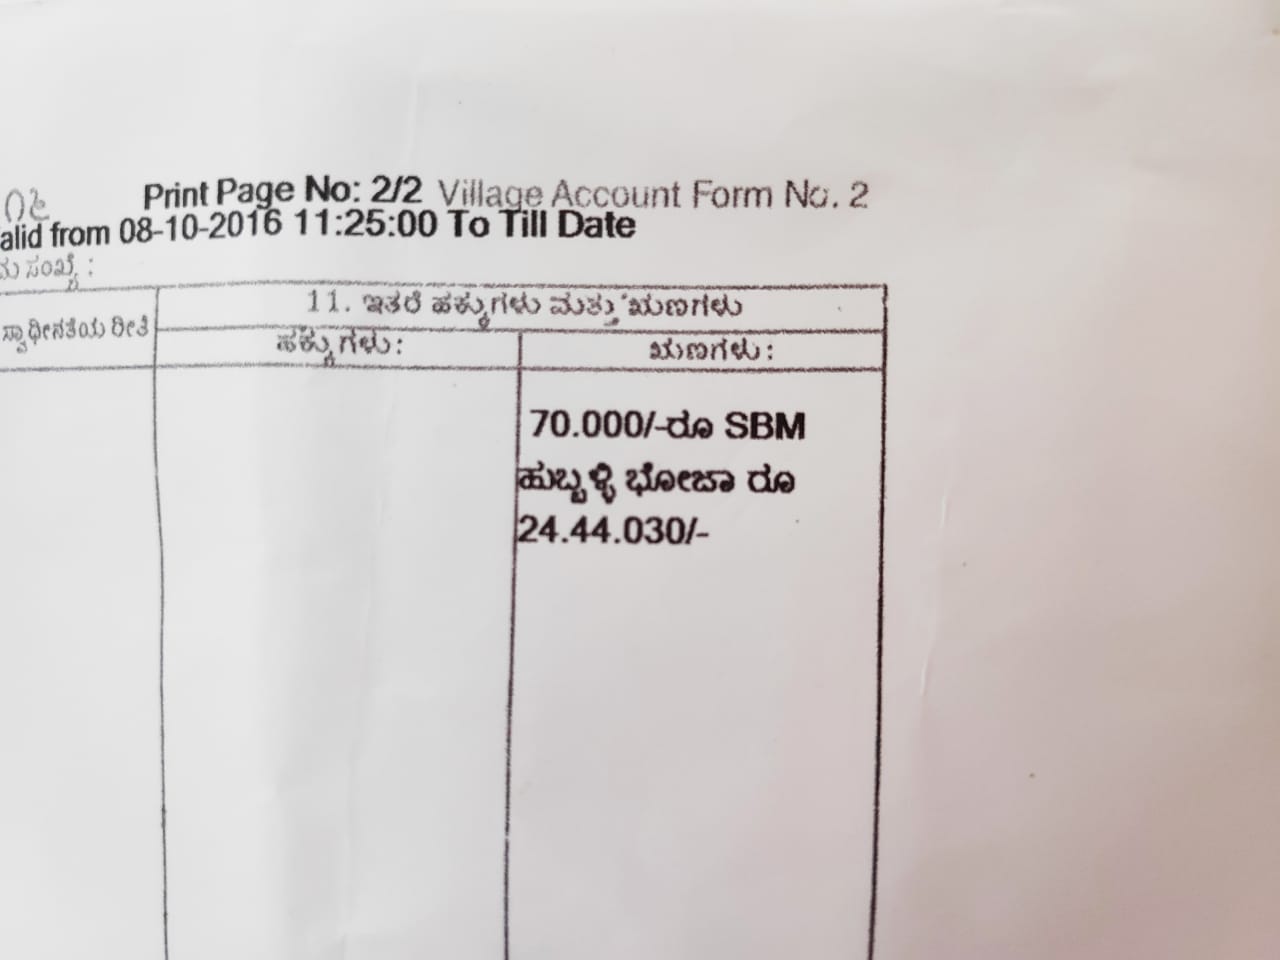 Print Page No: 2/2 Village Account Form No. 2
alid from 08-10-2016 11:25:00 To Till Date
ಸಂಖ್ಯೆ :
11. ಇತರೆ ಹಕ್ಕುಗಳು ಮತ್ತು ಋಣಗಳು
ಸ್ವಾಧೀನತೆಯ ರೀತಿ
ಹಕ್ಕುಗಳು :
ಋಣಗಳು :
70.000/-ರೂ SBM
ಹುಬ್ಬಳ್ಳಿ ಭೋಜಾ ರೂ
24.44.030/-